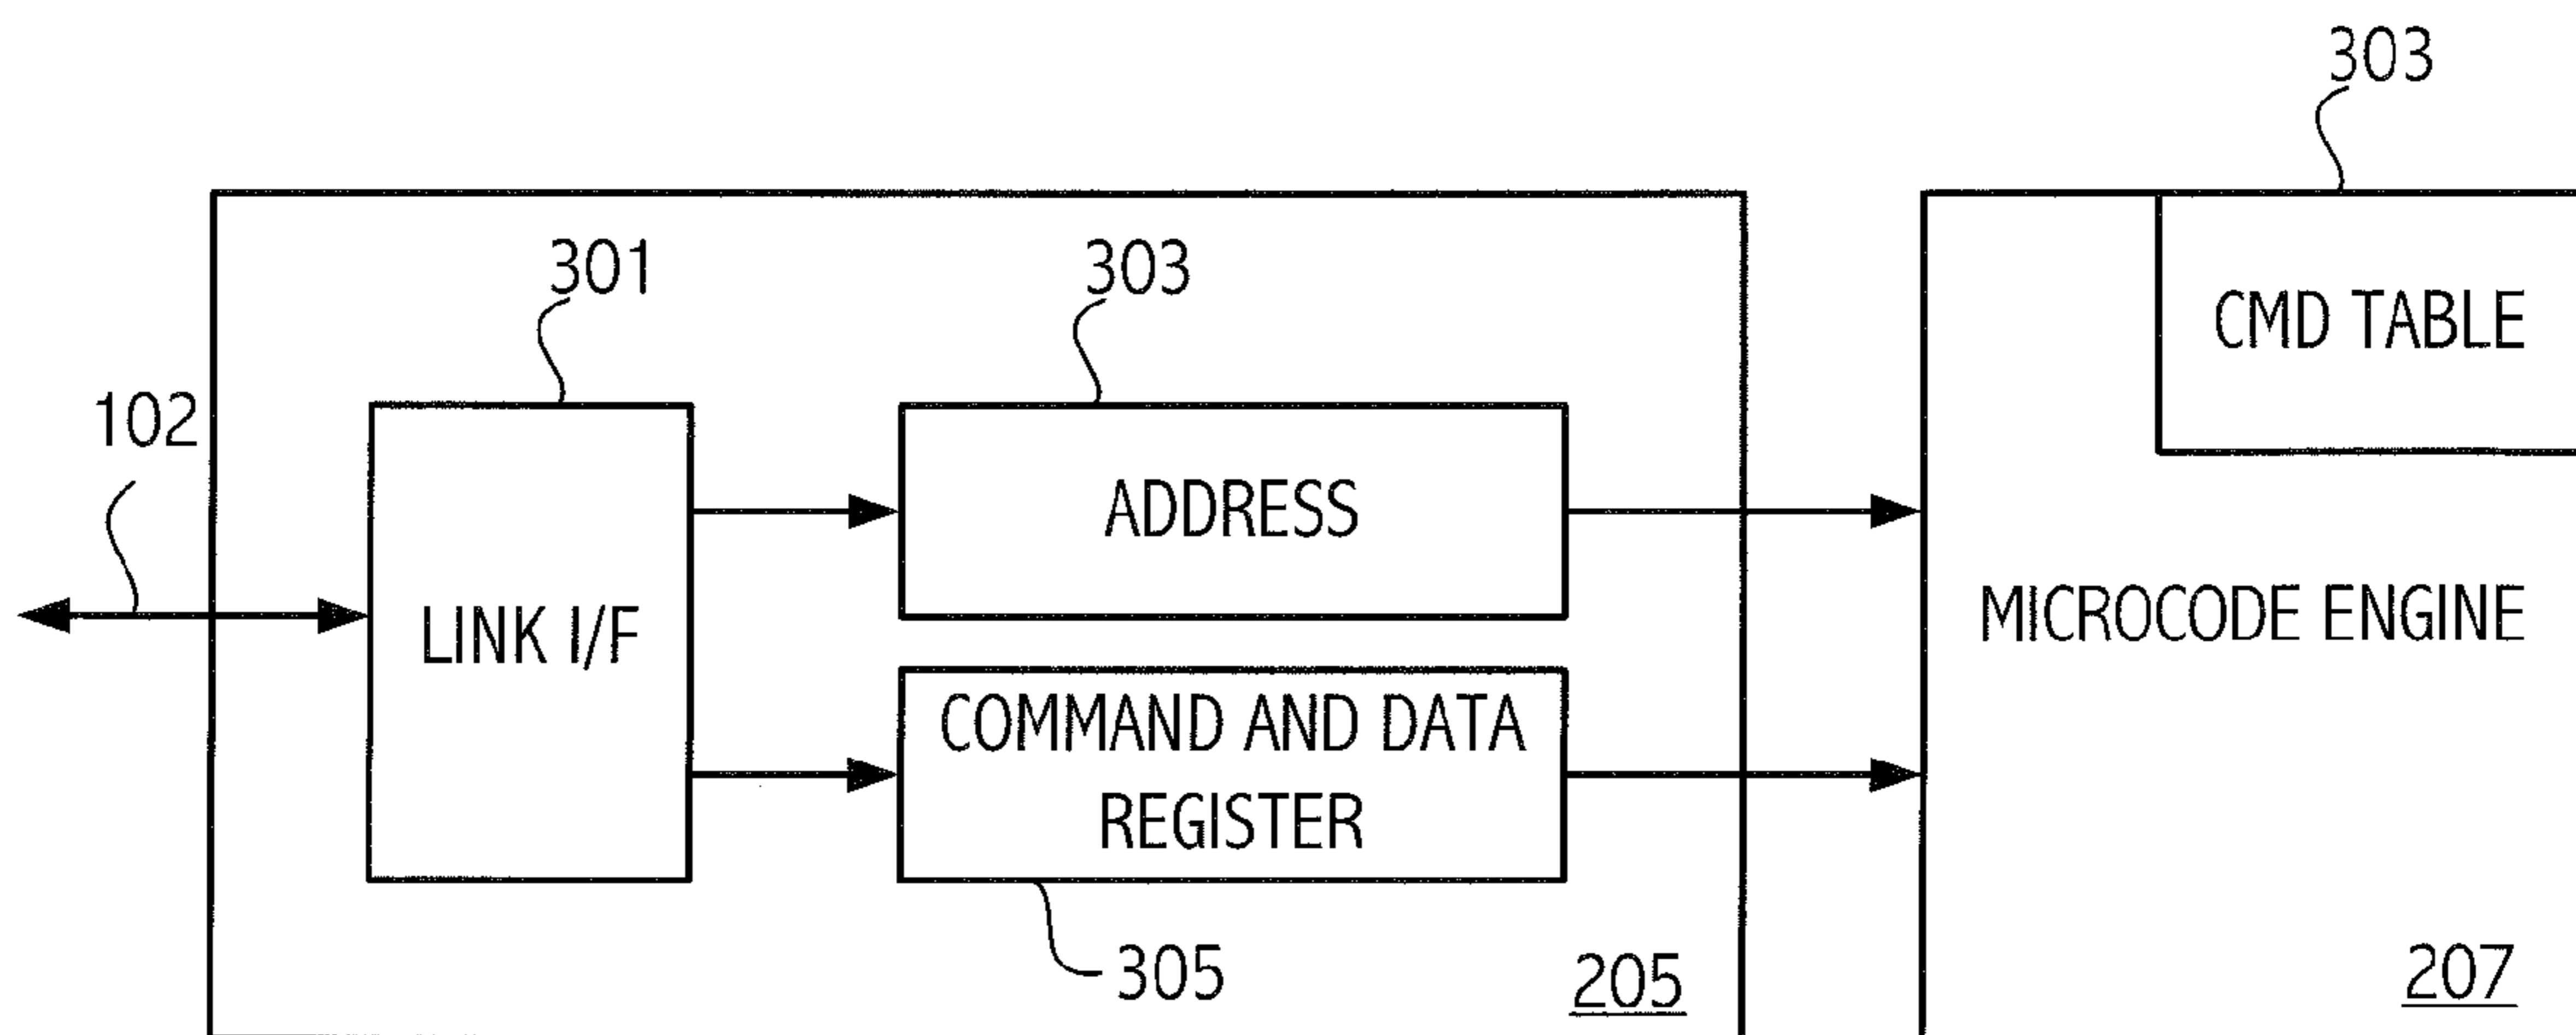 303
301
303
CMD TABLE
102
ADDRESS
LINK I/F
MICROCODE ENGINE
COMMAND AND DATA
REGISTER
305
205
207